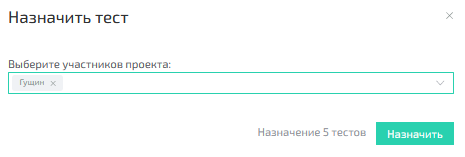 Назначить тест
Выберите участников проекта:
Гущин
Назначение 5 тестов
Назначить